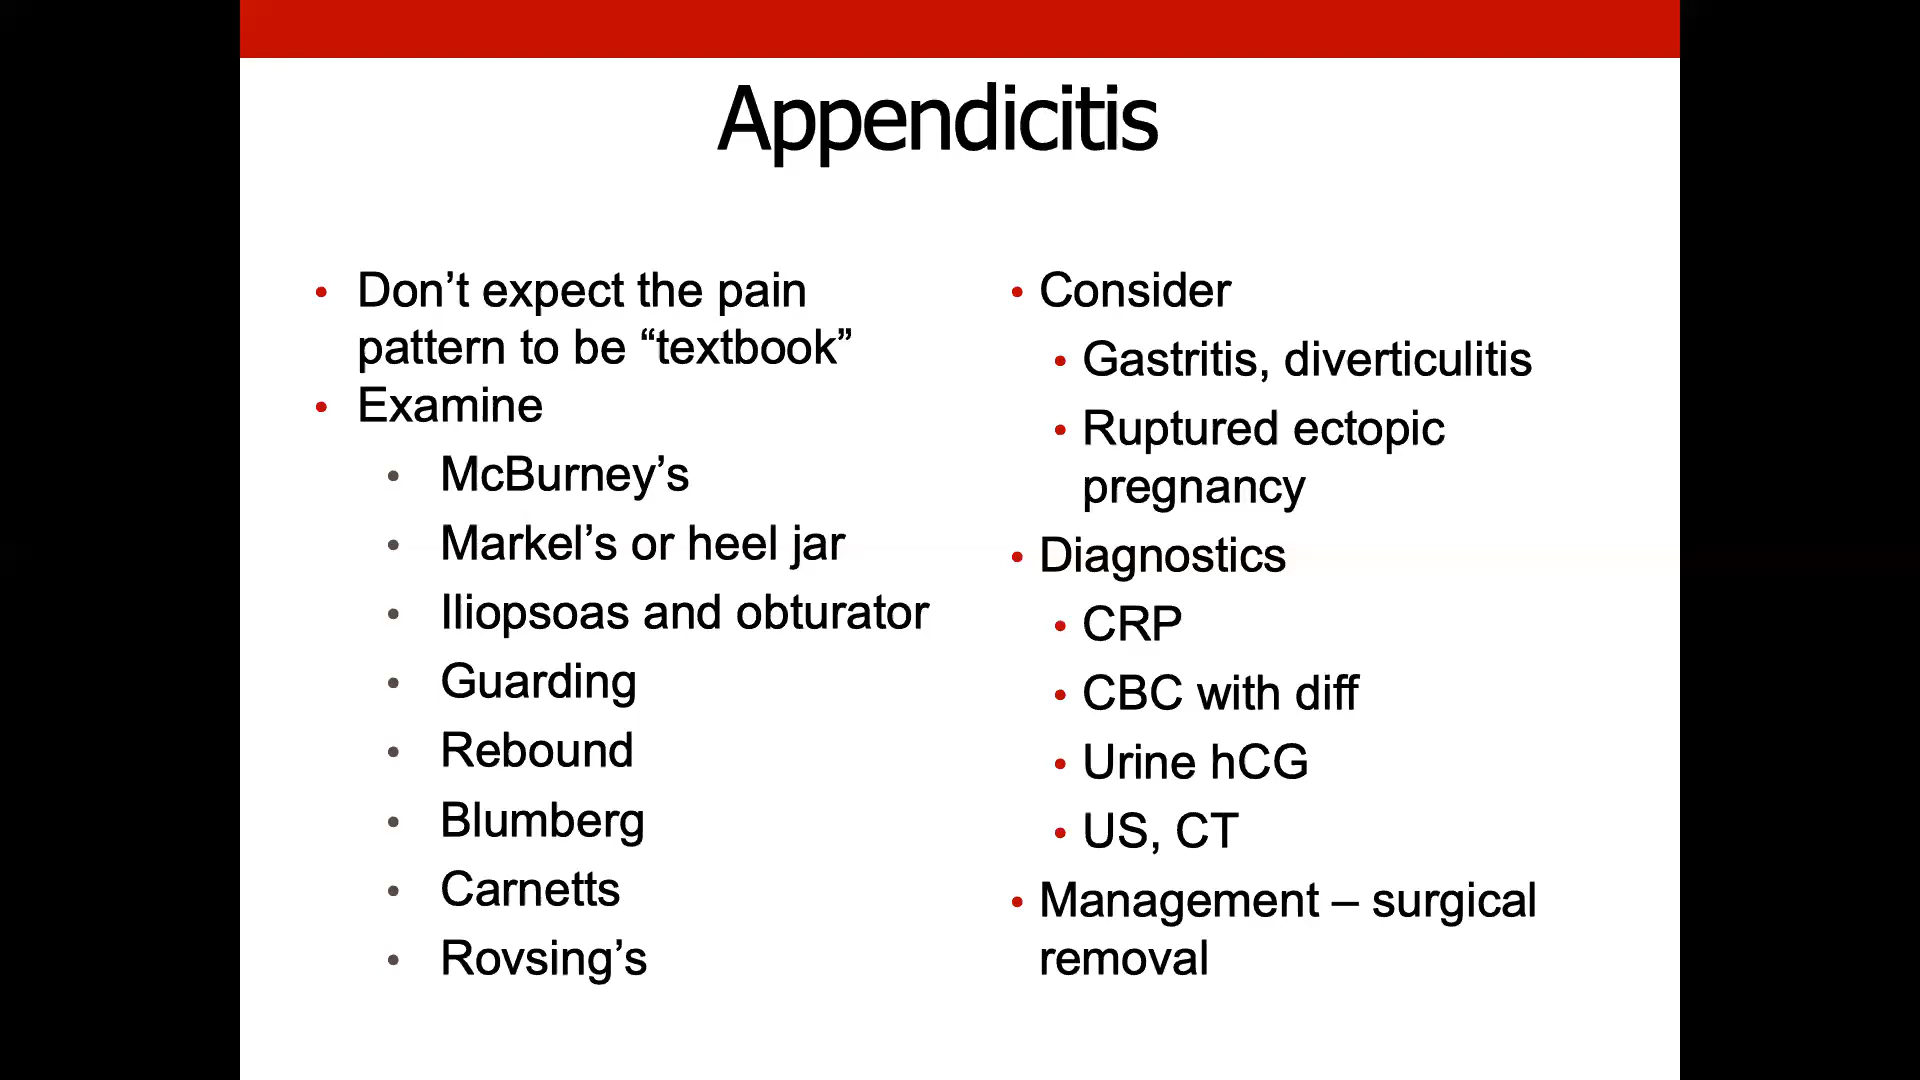 Appendicitis
• Don’t expect the pain
pattern to be “textbook”
• Examine
• McBurney’s
• Markel’s or heel jar
• Iliopsoas and obturator
• Guarding
• Rebound
• Blumberg
• Carnetts
• Rovsing’s
• Consider
• Gastritis, diverticulitis
• Ruptured ectopic
pregnancy
• Diagnostics
• CRP
• CBC with diff
• Urine hCG
• US, CT
• Management – surgical
removal